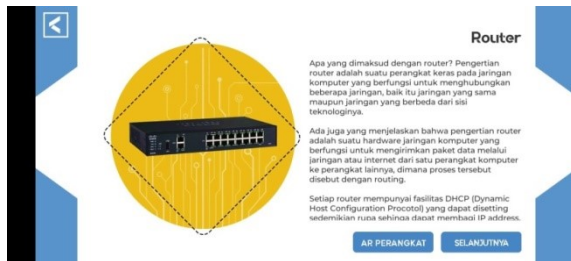 Router
Apa yang dimaksud dengan router? Pengertian
router adalah suatu perangkat keras pada jaringan
komputer yang berfungsi untuk menghubungkan
beberapa jaringan, baik itu jaringan yang sama
maupun jaringan yang berbeda dari sisi
teknologinya.
Ada juga yang menjelaskan bahwa pengertian router
adalah suatu hardware jaringan komputer yang
berfungsi untuk mengirimkan paket data melalui
jaringan atau internet dari satu perangkat komputer
ke perangkat lainnya, dimana proses tersebut
disebut dengan routing.
Setiap router mempunyai fasilitas DHCP (Dynamic
Host Configuration Procotol) yang dapat disetting
sedemikian rupa sehinga dapat membagi IP address.
AR PERANGKAT
SELANJUTNYA